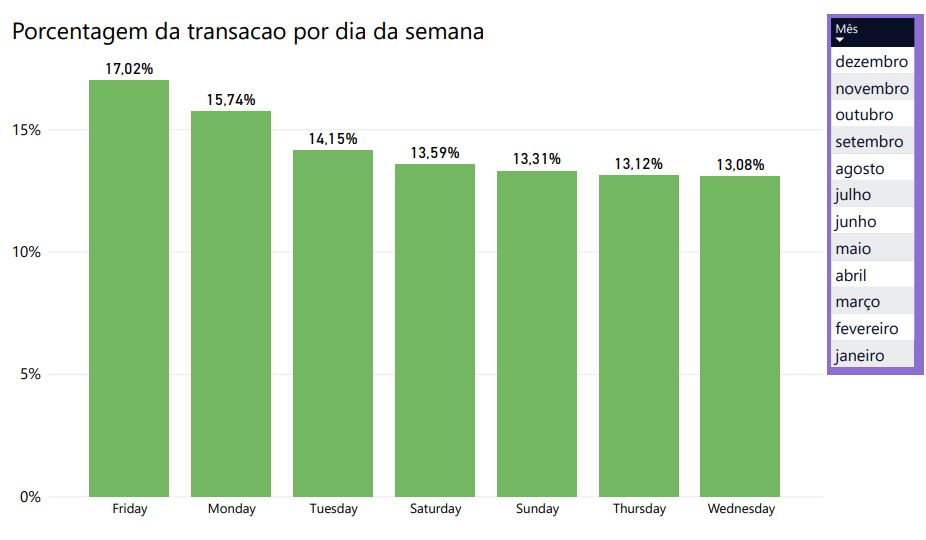 Porcentagem da transacao por dia da semana
17,02%
15,74%
14,15%
13,59%
13,31%
13,12%
13,08%
15%
10%
5%
0%
Friday
Monday
Tuesday
Saturday
Sunday
Thursday
Wednesday
Mês
dezembro
novembro
outubro
setembro
agosto
julho
junho
maio
abril
março
fevereiro
janeiro